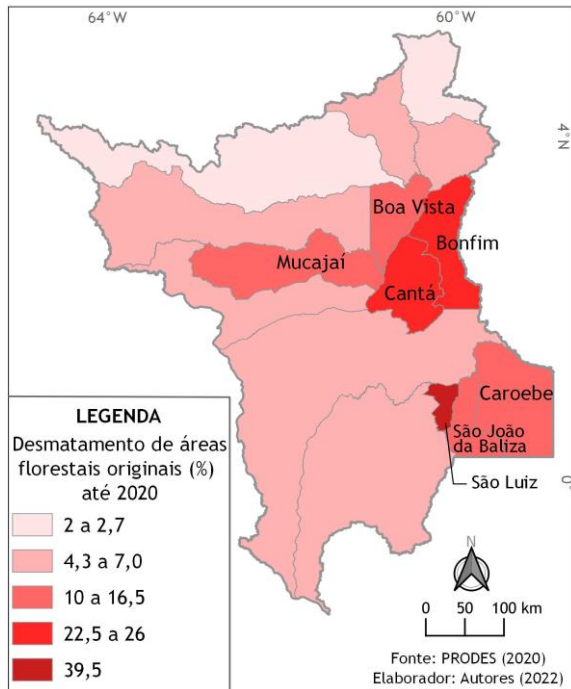 64°W
60°W
4°N
Boa Vista
Bonfim
Mucajaí
Cantá
Caroebe
São João
da Baliza
São Luiz
0°
LEGENDA
Desmatamento de áreas
florestais originais (%)
até 2020
2 a 2,7
4,3 a 7,0
10 a 16,5
22,5 a 26
39,5
N
0 50 100 km
Fonte: PRODES (2020)
Elaborador: Autores (2022)